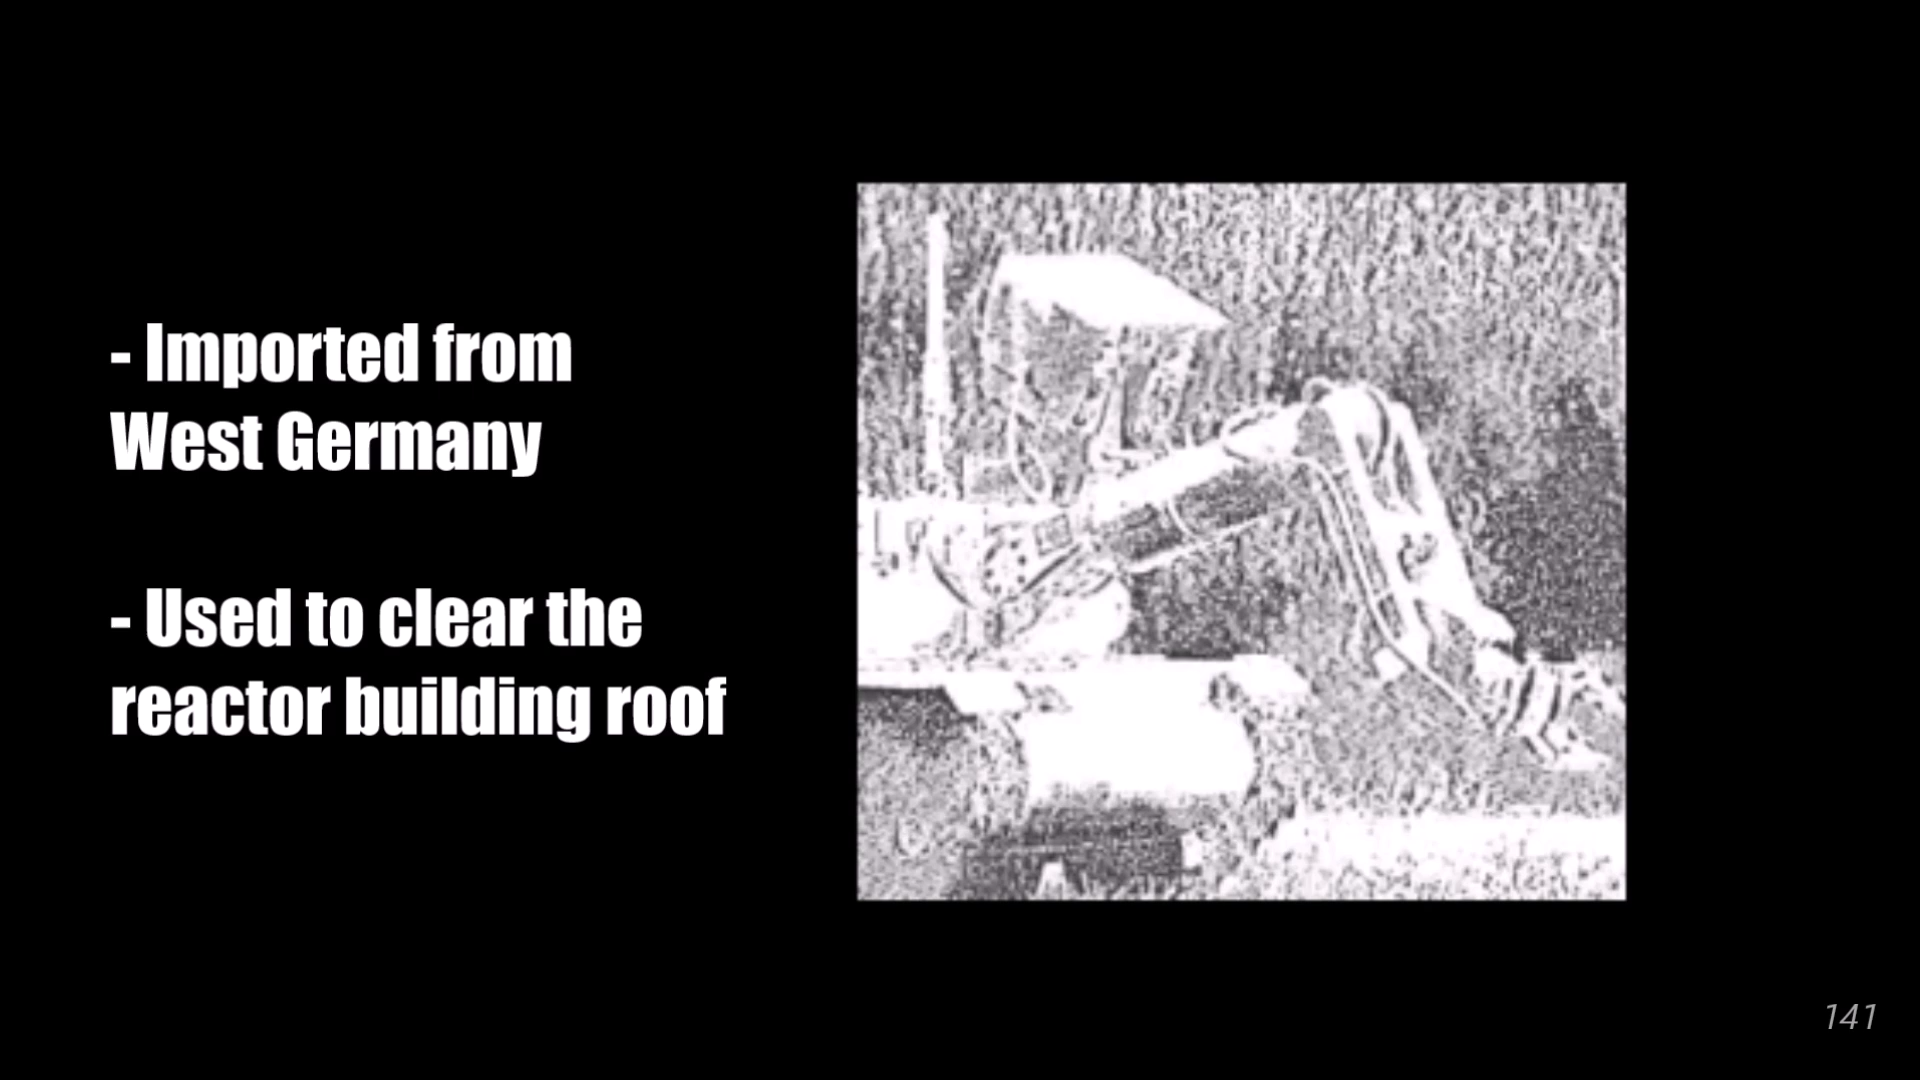 - Imported from
West Germany
- Used to clear the
reactor building roof
141